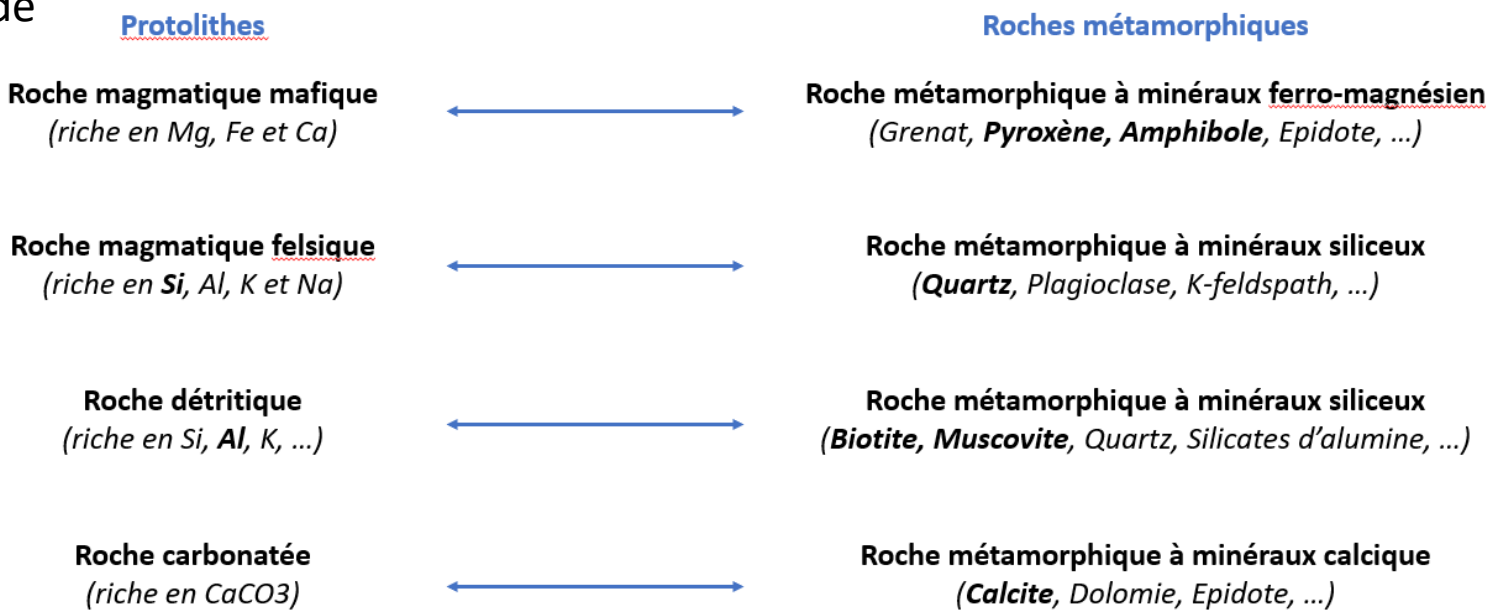 de
Protolithes
Roches métamorphiques
Roche magmatique mafique
(riche en Mg, Fe et Ca)
Roche métamorphique à minéraux ferro-magnésien
(Grenat, Pyroxène, Amphibole, Epidote, ...)
Roche magmatique felsique
(riche en Si, Al, K et Na)
Roche métamorphique à minéraux siliceux
(Quartz, Plagioclase, K-feldspath, ...)
Roche détritique
(riche en Si, Al, K, ...)
Roche métamorphique à minéraux siliceux
(Biotite, Muscovite, Quartz, Silicates d'alumine, ...)
Roche carbonatée
(riche en CaCO3)
Roche métamorphique à minéraux calcique
(Calcite, Dolomie, Epidote, ...)